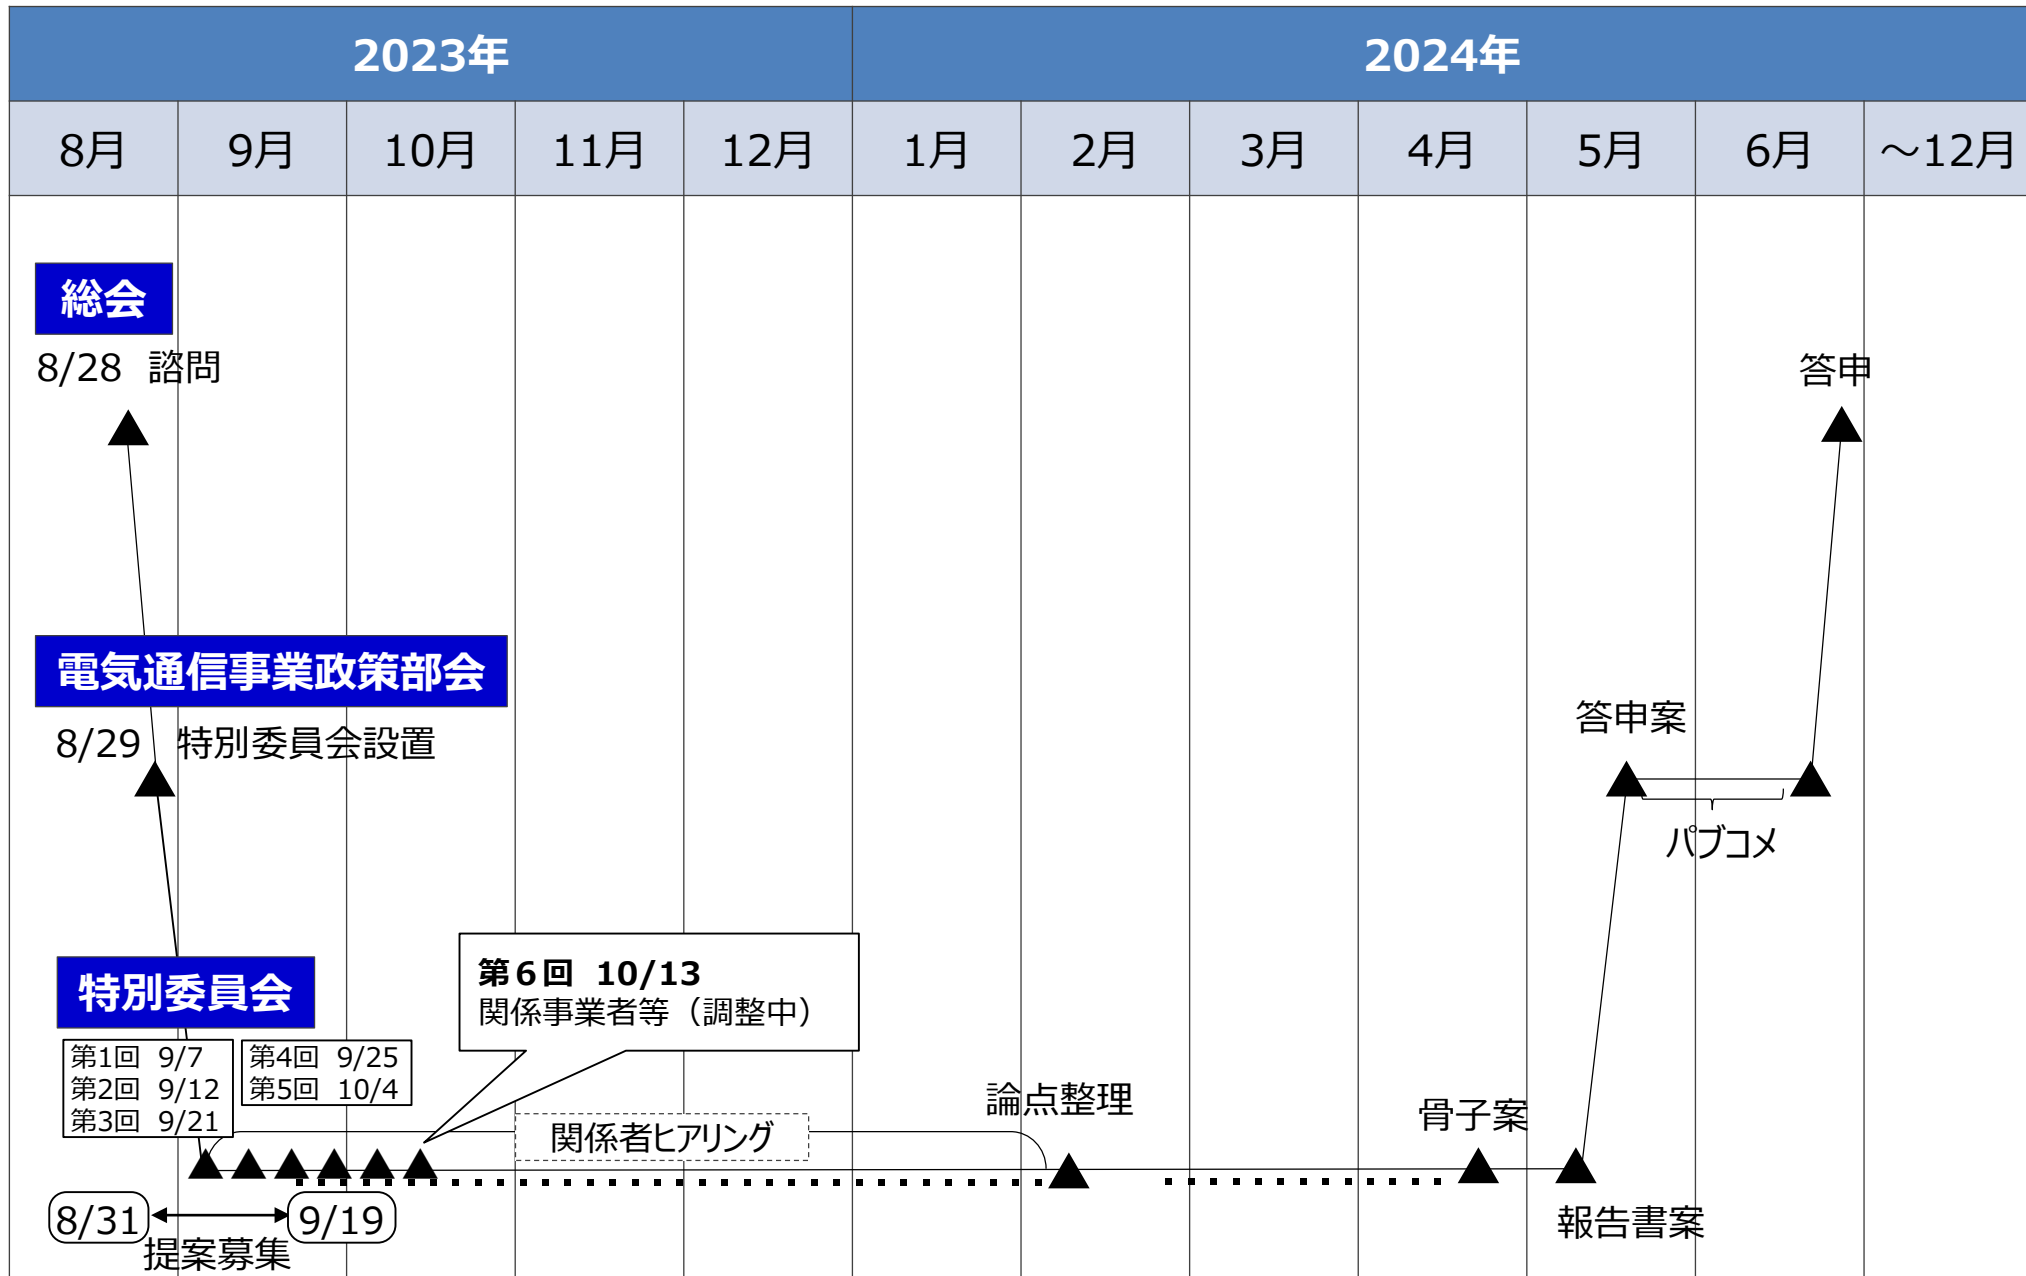 2023年
2024年
8月
9月
10月
11月
12月
1月
2月
3月
4月
5月
6月
～12月
総会
8/28 諮問
答申
電気通信事業政策部会
8/29 特別委員会設置
答申案
パブコメ
特別委員会
第６回 10/13
関係事業者等（調整中）
第1回 9/7
第2回 9/12
第3回 9/21
第4回 9/25
第5回 10/4
論点整理
骨子案
関係者ヒアリング
8/31
9/19
提案募集
報告書案